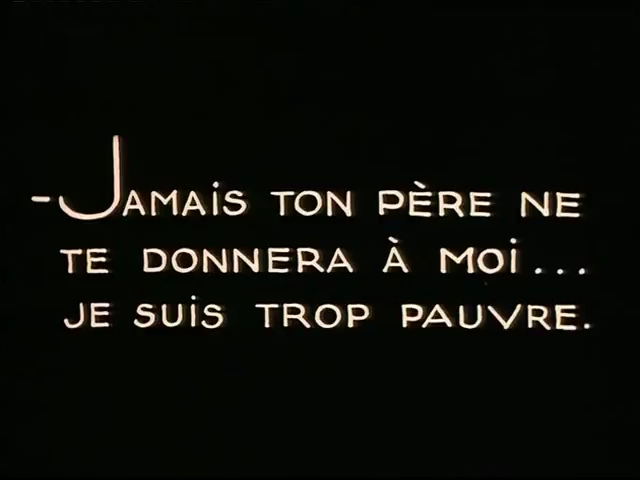 -JAMAiS TON PÈRE NE
TE DONNERA À MOi...
JE SUiS TROP PAUVRE.